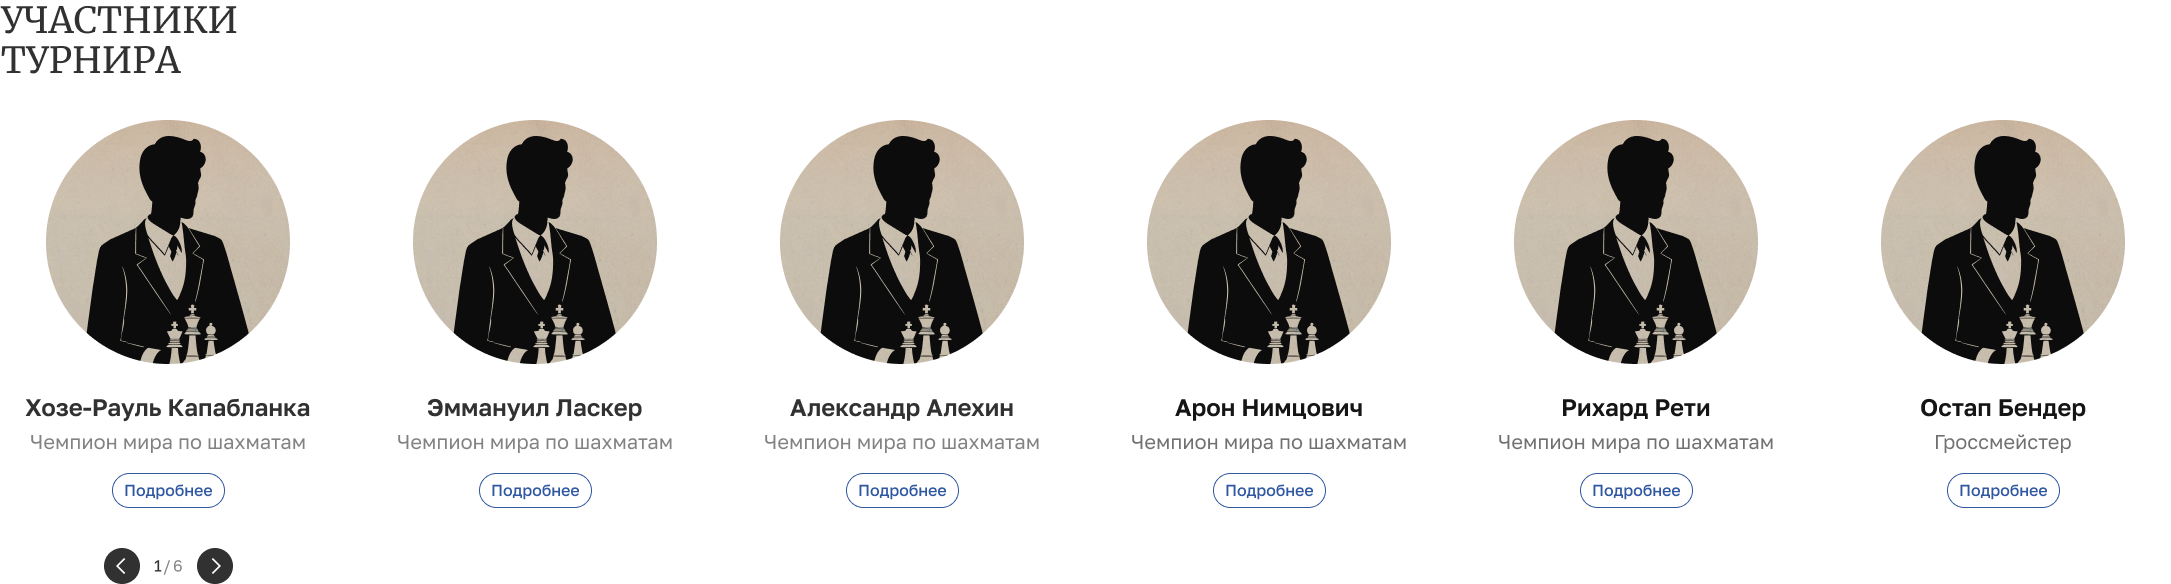 УЧАСТНИКИ
ТУРНИРА
Хозе-Рауль Капабланка
Чемпион мира по шахматам
Подробнее
Эммануил Ласкер
Чемпион мира по шахматам
Подробнее
Александр Алехин
Чемпион мира по шахматам
Подробнее
Арон Нимцович
Чемпион мира по шахматам
Подробнее
Рихард Рети
Чемпион мира по шахматам
Подробнее
Остап Бендер
Гроссмейстер
Подробнее
1/6